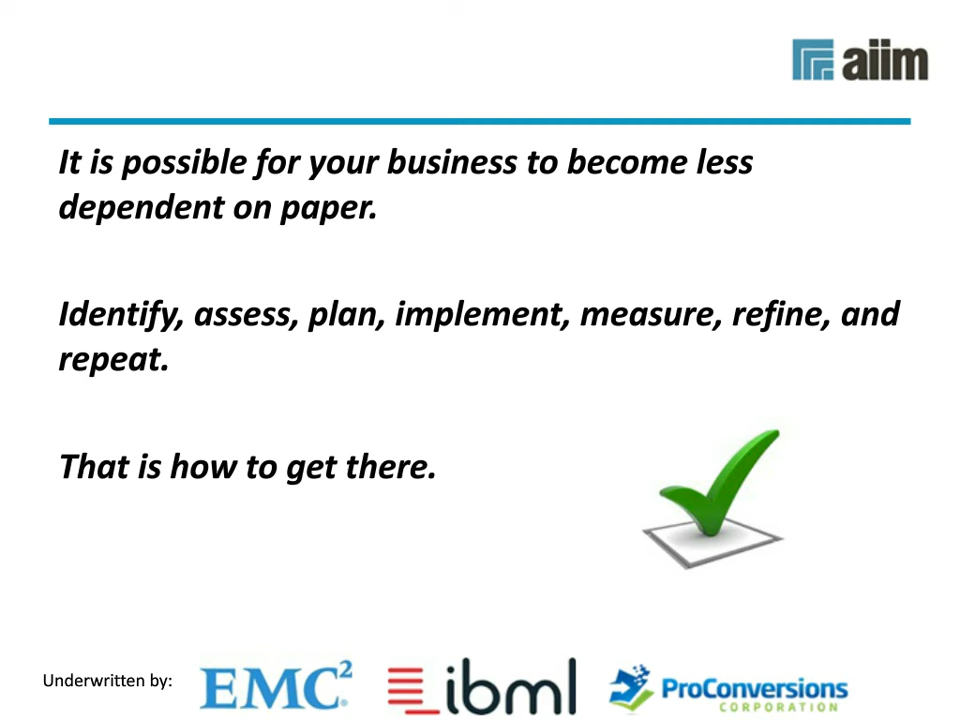 aiim
It is possible for your business to become less
dependent on paper.
Identify, assess, plan, implement, measure, refine, and
repeat.
That is how to get there.
Underwritten by:
EMC²
ibml
ProConversions
CORPORATION